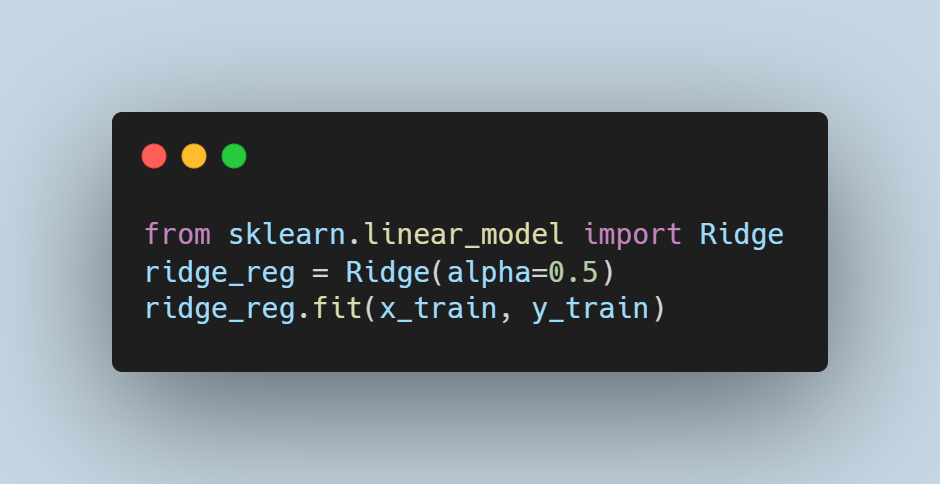 from sklearn.linear_model import Ridge
ridge_reg = Ridge(alpha=0.5)
ridge_reg.fit(x_train, y_train)